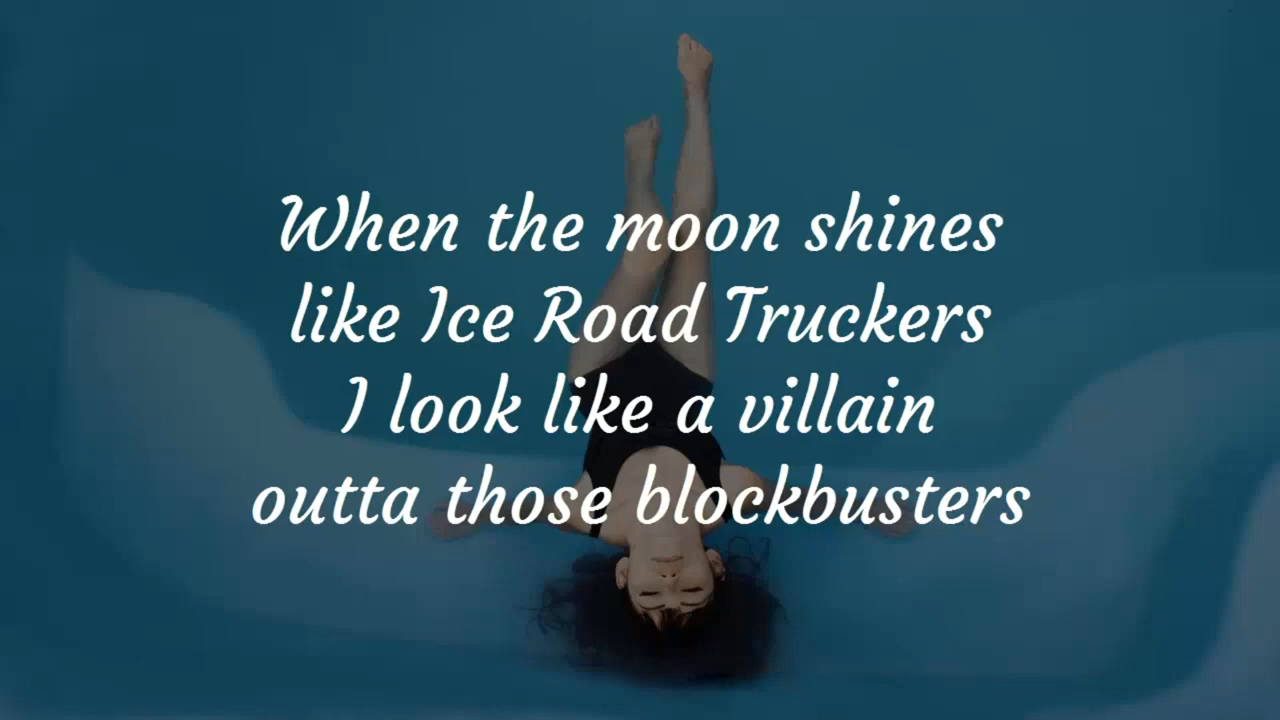 When the moon shines
like Ice Road Truckers
I look like a villain
outta those blockbusters